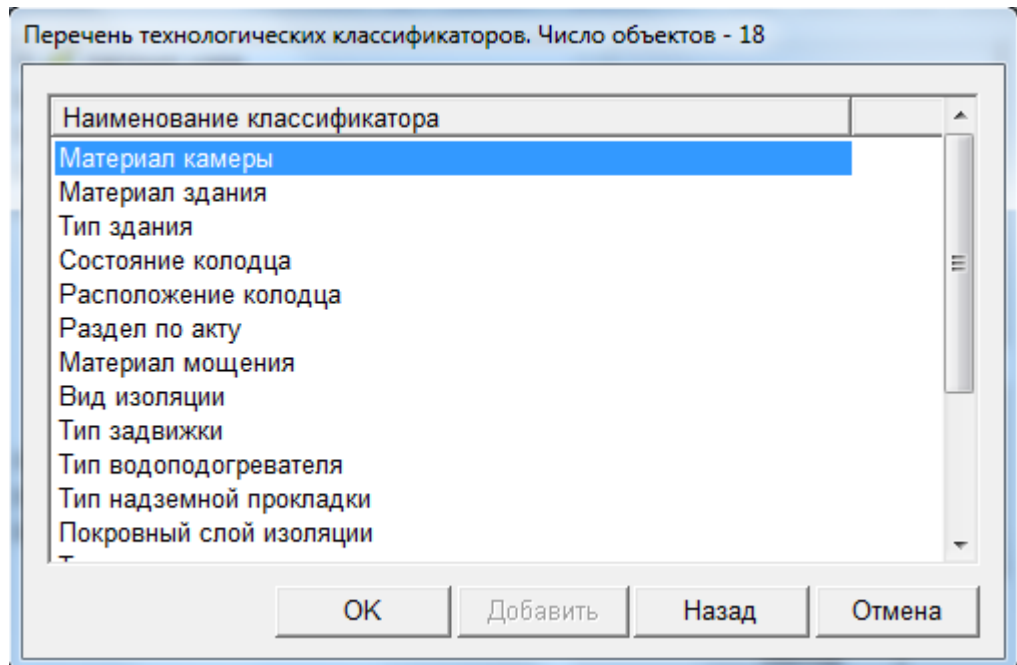 Перечень технологических классификаторов. Число объектов - 18
Наименование классификатора
Материал камеры
Материал здания
Тип здания
Состояние колодца
Расположение колодца
Раздел по акту
Материал мощения
Вид изоляции
Тип задвижки
Тип водоподогревателя
Тип надземной прокладки
Покровный слой изоляции
OK Добавить Назад Отмена